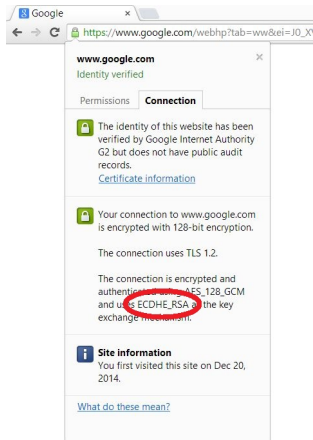 Google
https://www.google.com/webhp?tab=ww&ei=J0_X
www.google.com
Identity verified
Permissions Connection
The identity of this website has been
verified by Google Internet Authority
G2 but does not have public audit
records.
Certificate information
Your connection to www.google.com
is encrypted with 128-bit encryption.
The connection uses TLS 1.2.
The connection is encrypted and
authenticated using AES_128_GCM
and uses ECDHE_RSA as the key
exchange mechanism.
Site information
You first visited this site on Dec 20,
2014.
What do these mean?